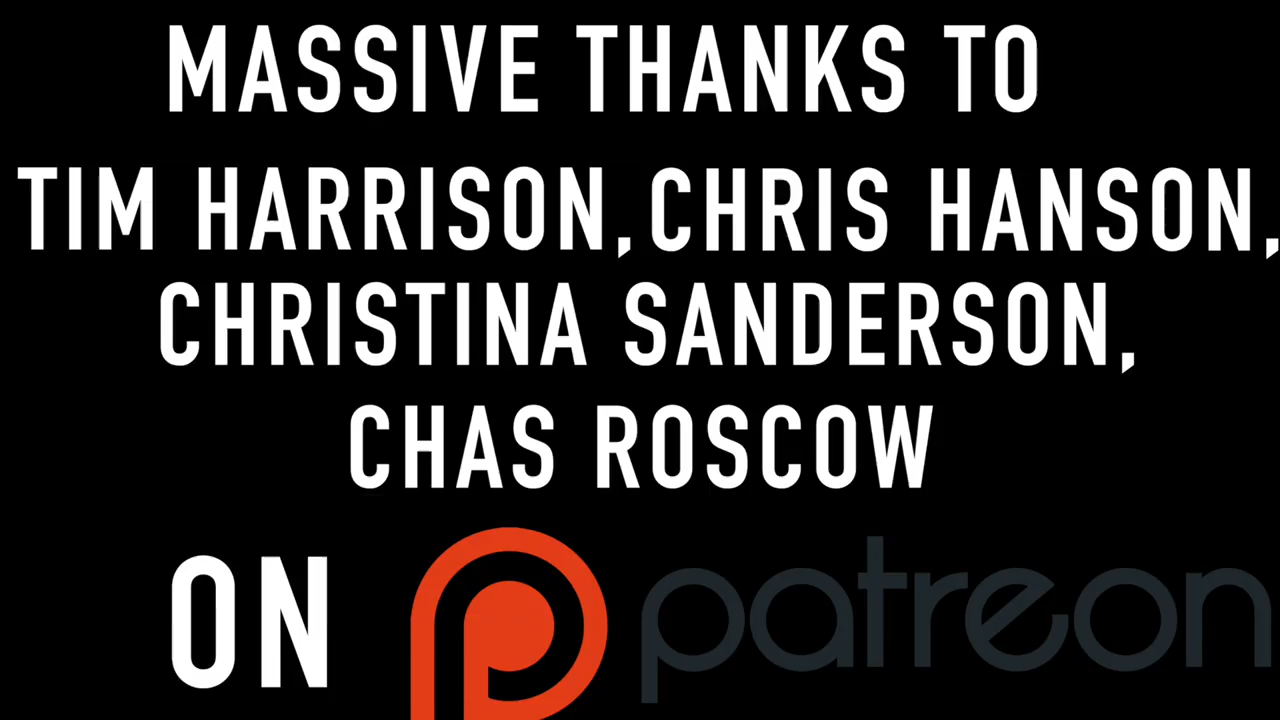 MASSIVE THANKS TO
TIM HARRISON, CHRIS HANSON,
CHRISTINA SANDERSON,
CHAS ROSCOW
ON patreon